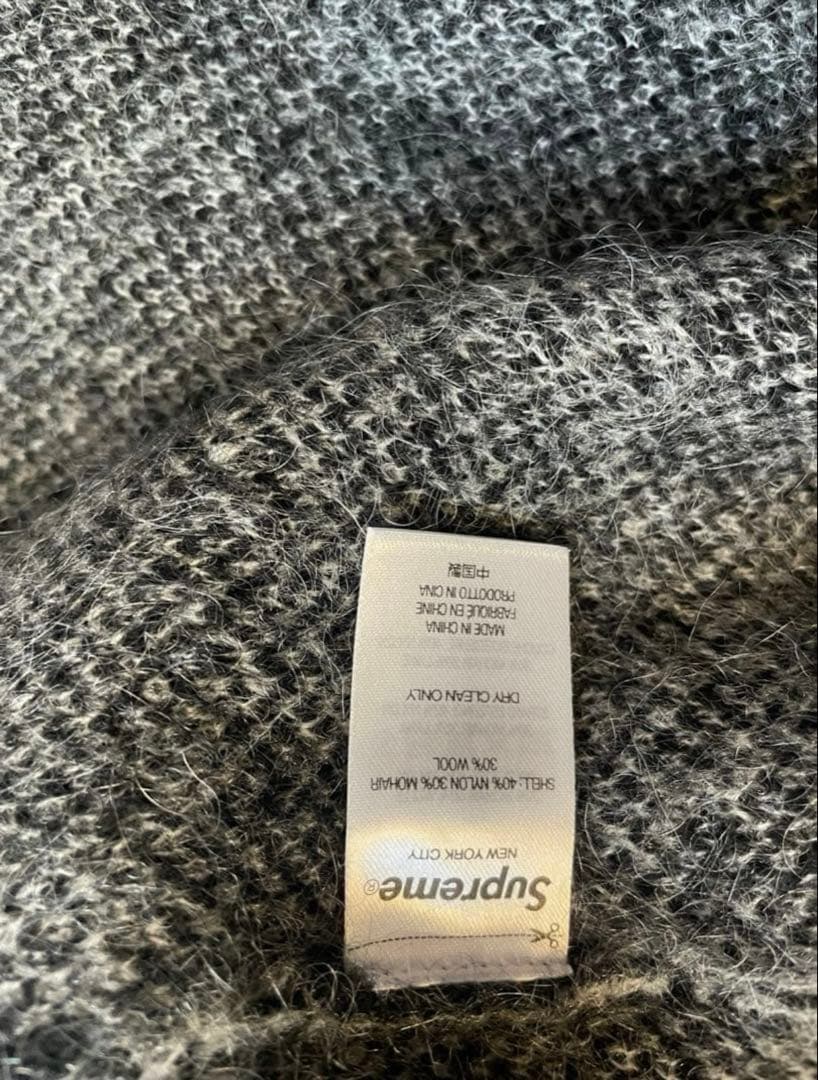 Supreme®
NEW YORK CITY
SHELL: 40% NYLON 30% MOHAIR
30% WOOL
DRY CLEAN ONLY
MADE IN CHINA
FABRIQUÉ EN CHINE
PRODOTTO IN CINA
中国製